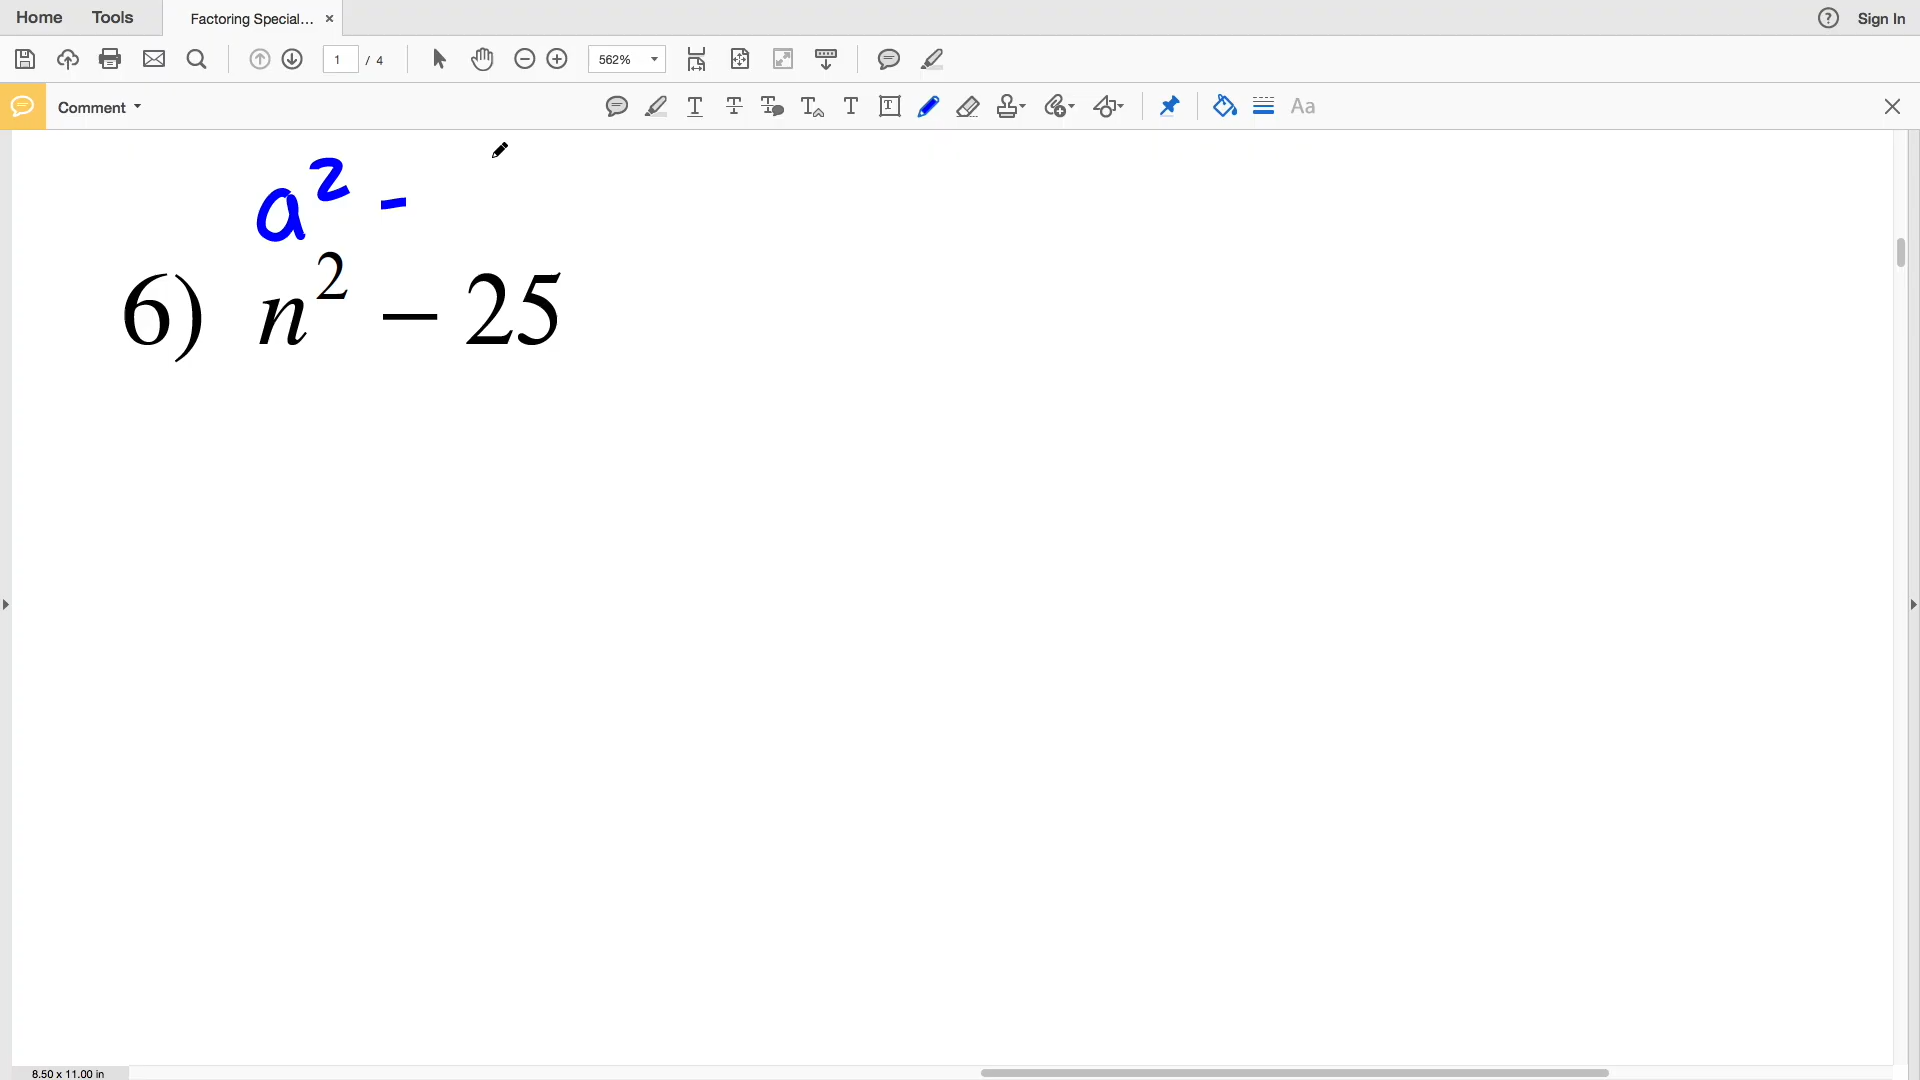 Home Tools Factoring Special... × ? Sign In
1 / 4 562%
Comment T T T T T T Aa
a² -
6) n² − 25
8.50 x 11.00 in